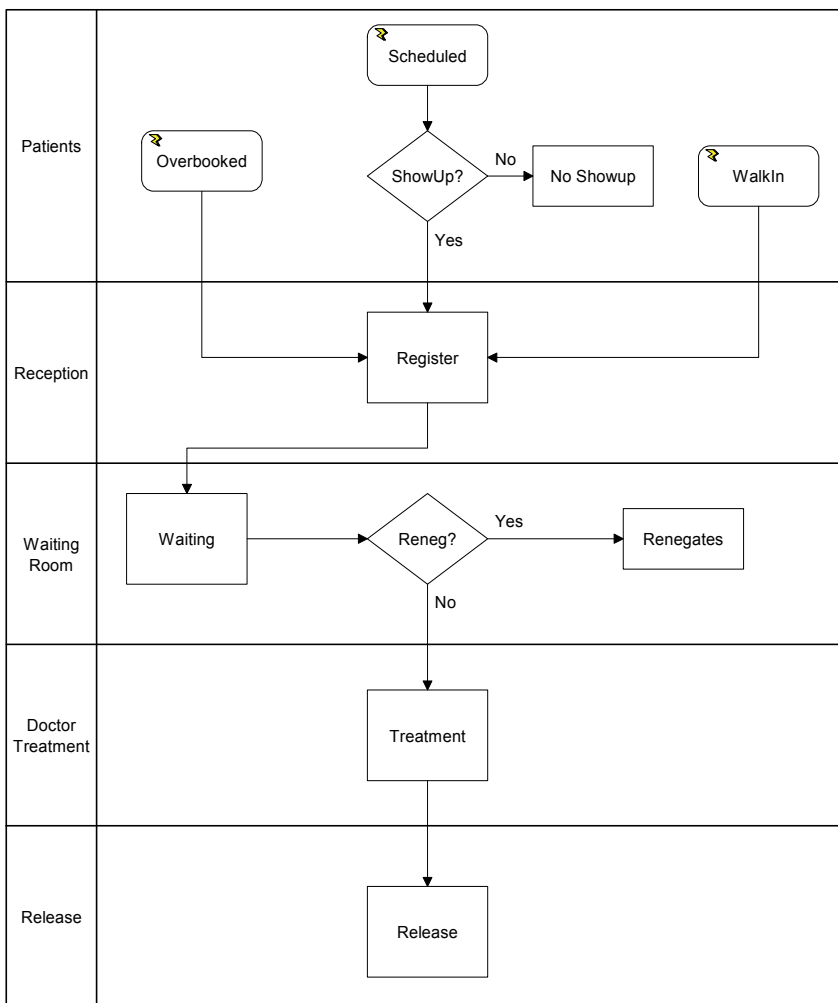 Patients
Scheduled
Overbooked
ShowUp?
No
No Showup
WalkIn
Yes
Reception
Register
Waiting
Room
Waiting
Reneg?
Yes
Renegates
No
Doctor
Treatment
Treatment
Release
Release